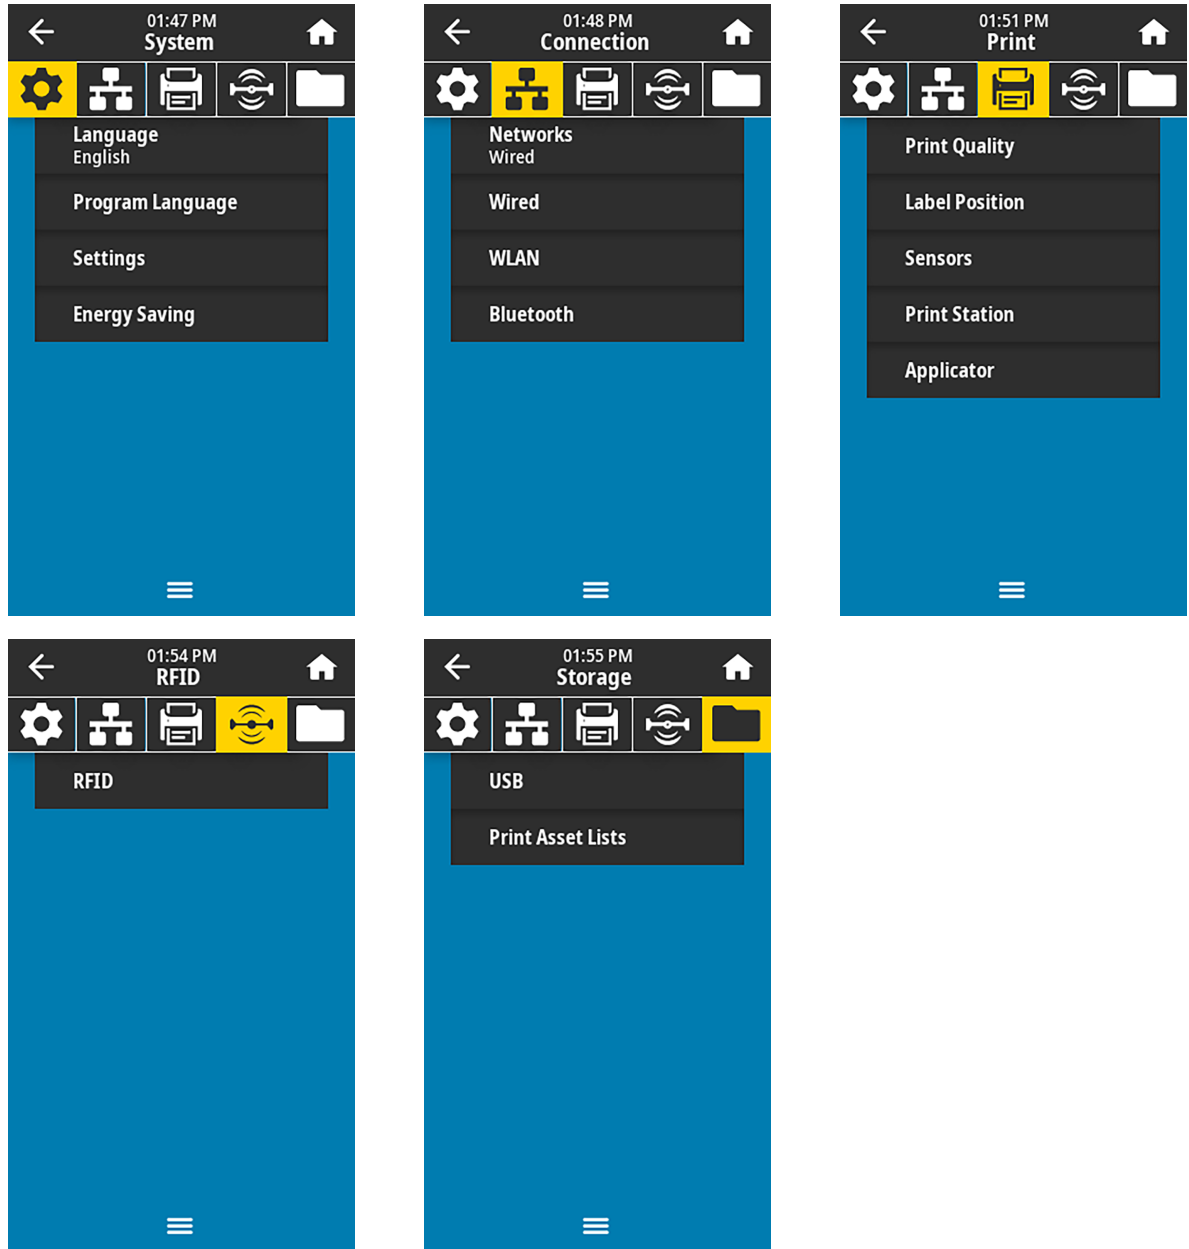 01:47 PM
System
Language
English
Program Language
Settings
Energy Saving
01:48 PM
Connection
Networks
Wired
Wired
WLAN
Bluetooth
01:51 PM
Print
Print Quality
Label Position
Sensors
Print Station
Applicator
01:54 PM
RFID
RFID
01:55 PM
Storage
USB
Print Asset Lists